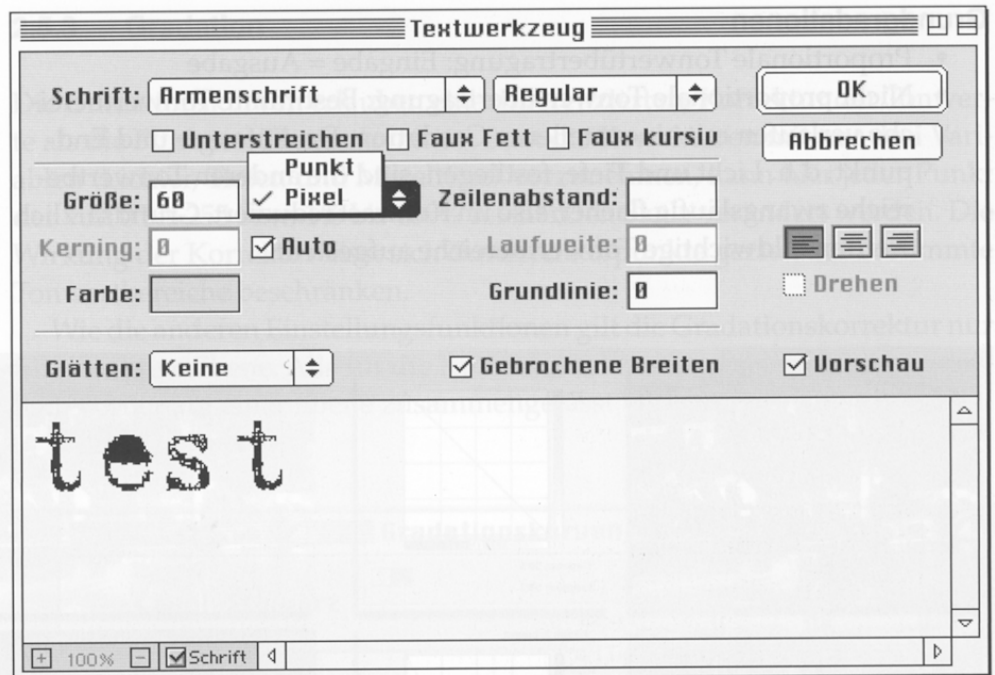 Textwerkzeug
Schrift: Armenschrift Regular OK
Unterstreichen Faux Fett Faux kursiv Abbrechen
Punkt
Größe: 60 Pixel Zeilenabstand:
Kerning: 0 Auto Laufweite: 0
Farbe: Grundlinie: 0 Drehen
Glätten: Keine Gebrochene Breiten Vorschau
test
100% Schrift